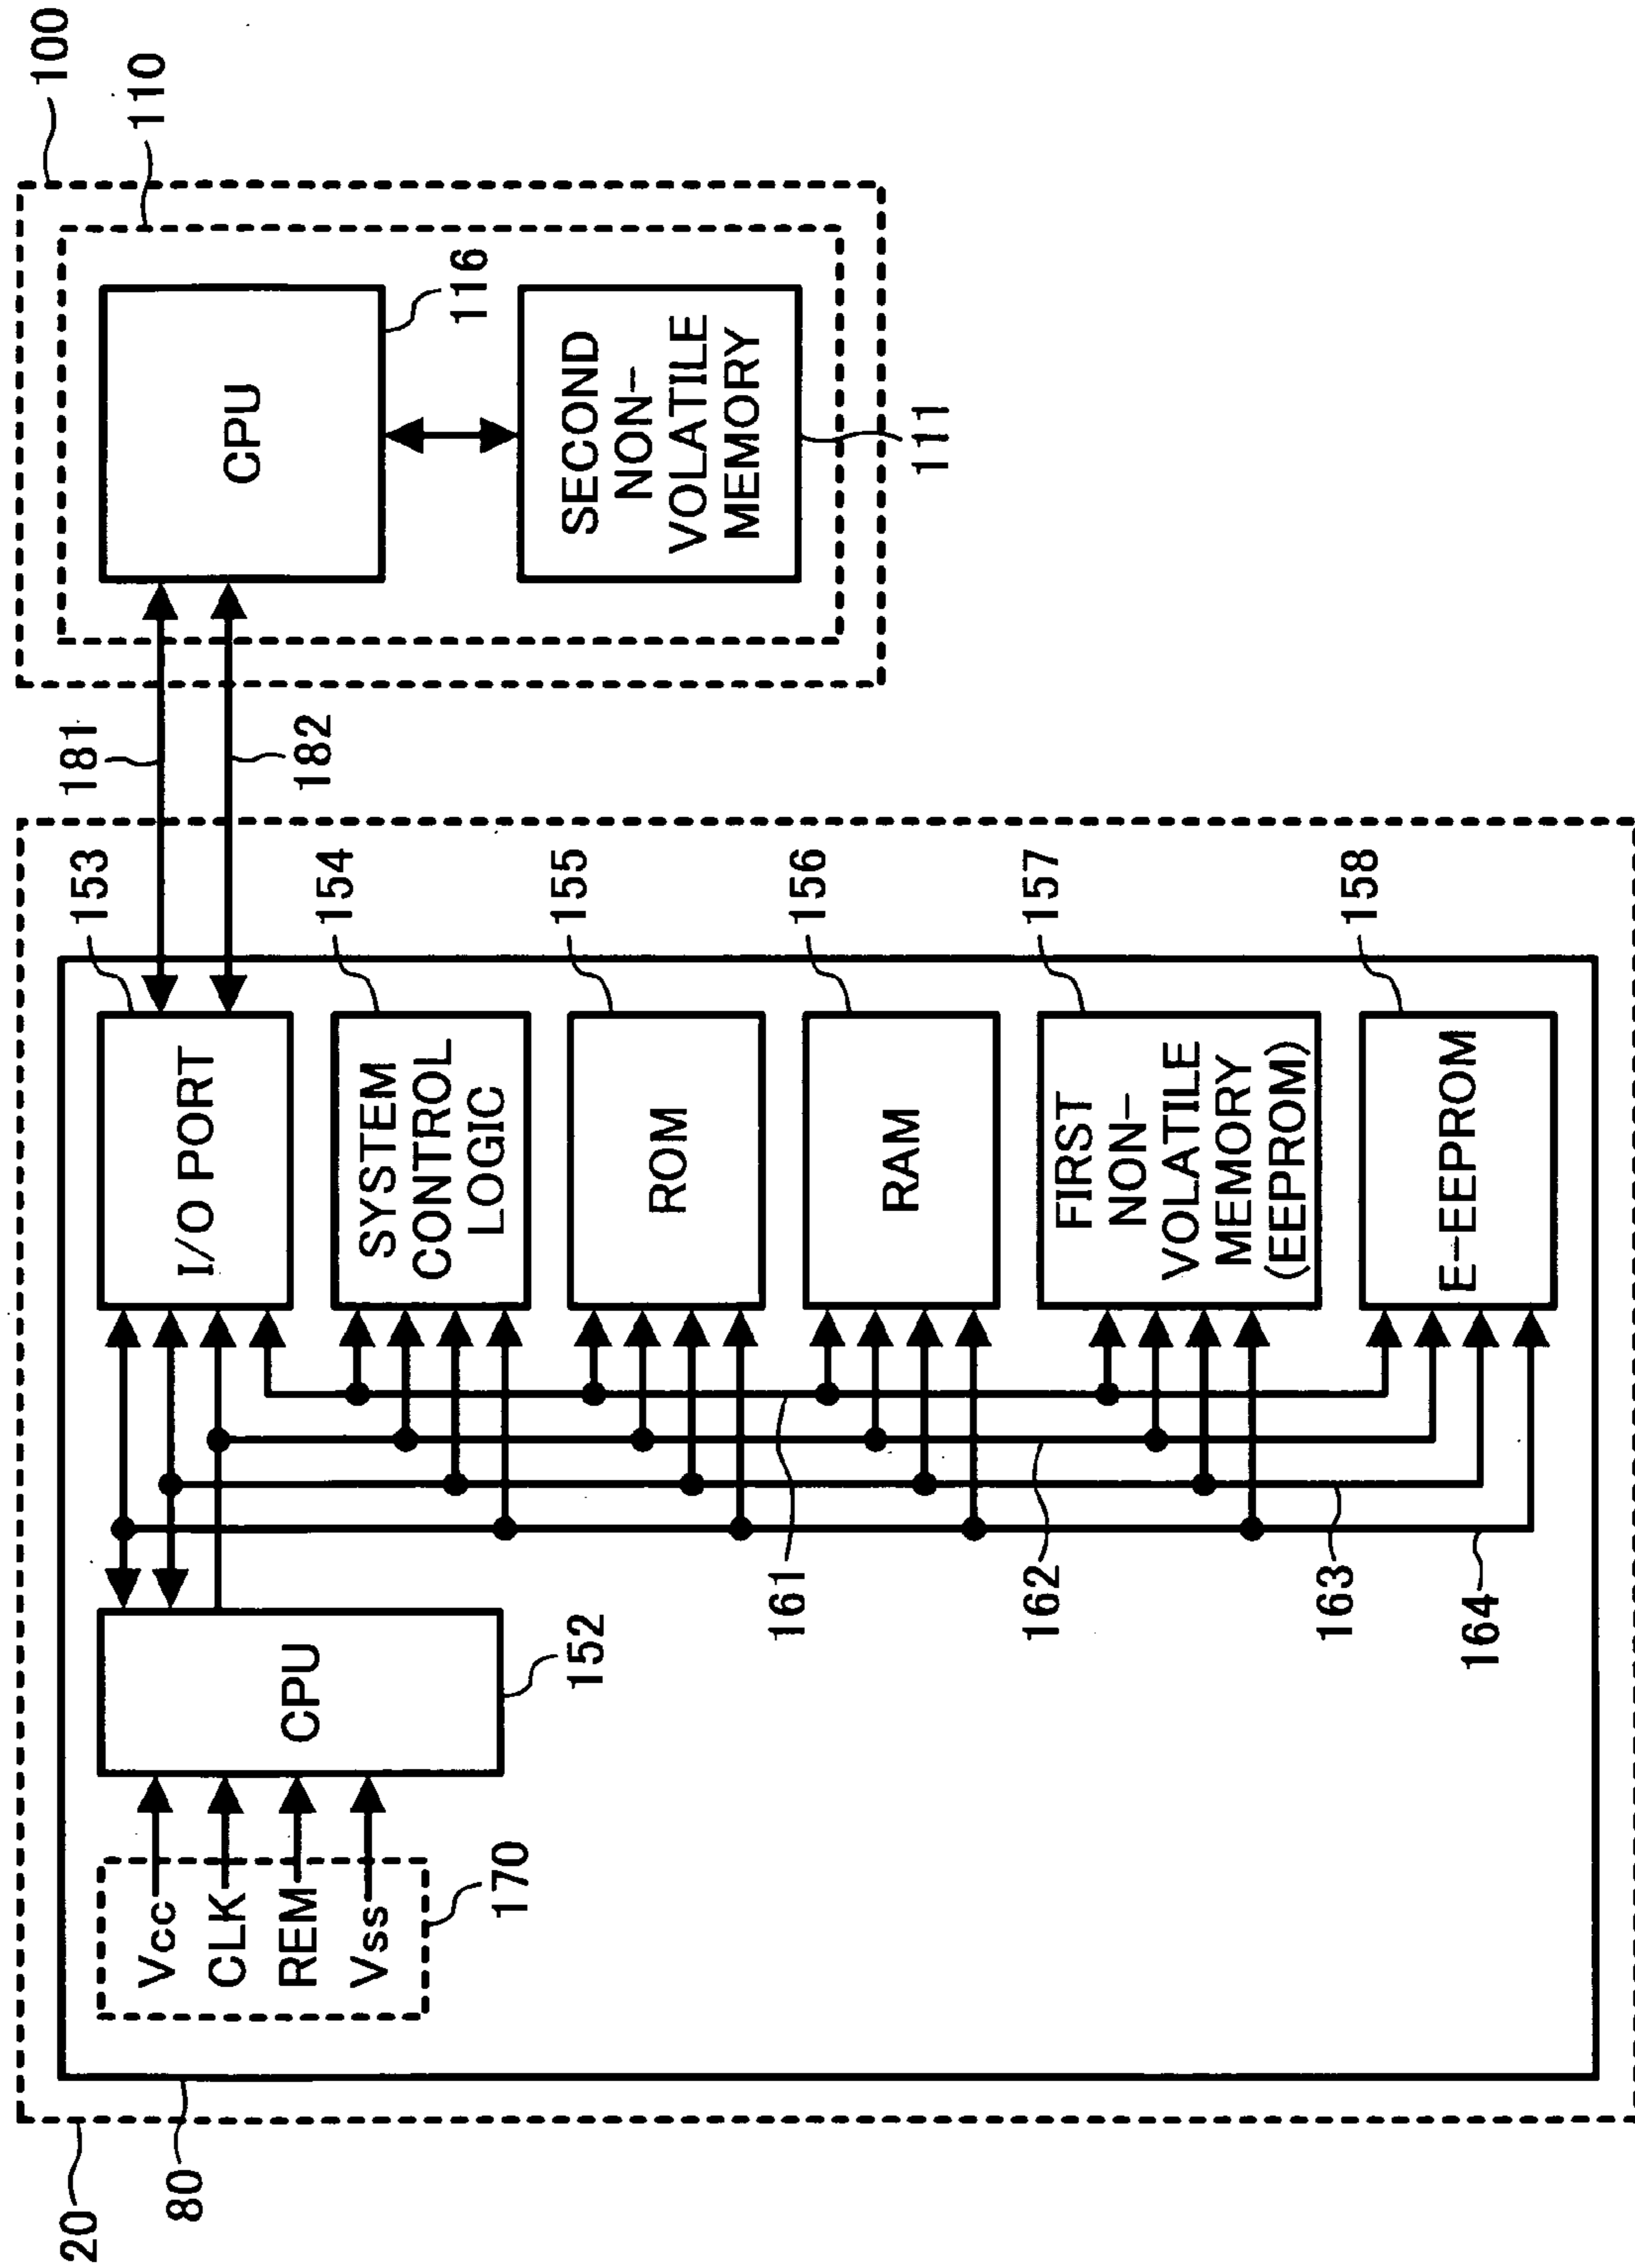 20
80
Vcc
CLK
REM
Vss
170
CPU
152
161
162
163
164
I/O PORT
153
SYSTEM
CONTROL
LOGIC
154
ROM
155
RAM
156
FIRST
NON-
VOLATILE
MEMORY
(EEPROM)
157
E-EEPROM
158
181
182
100
110
CPU
116
SECOND
NON-
VOLATILE
MEMORY
111